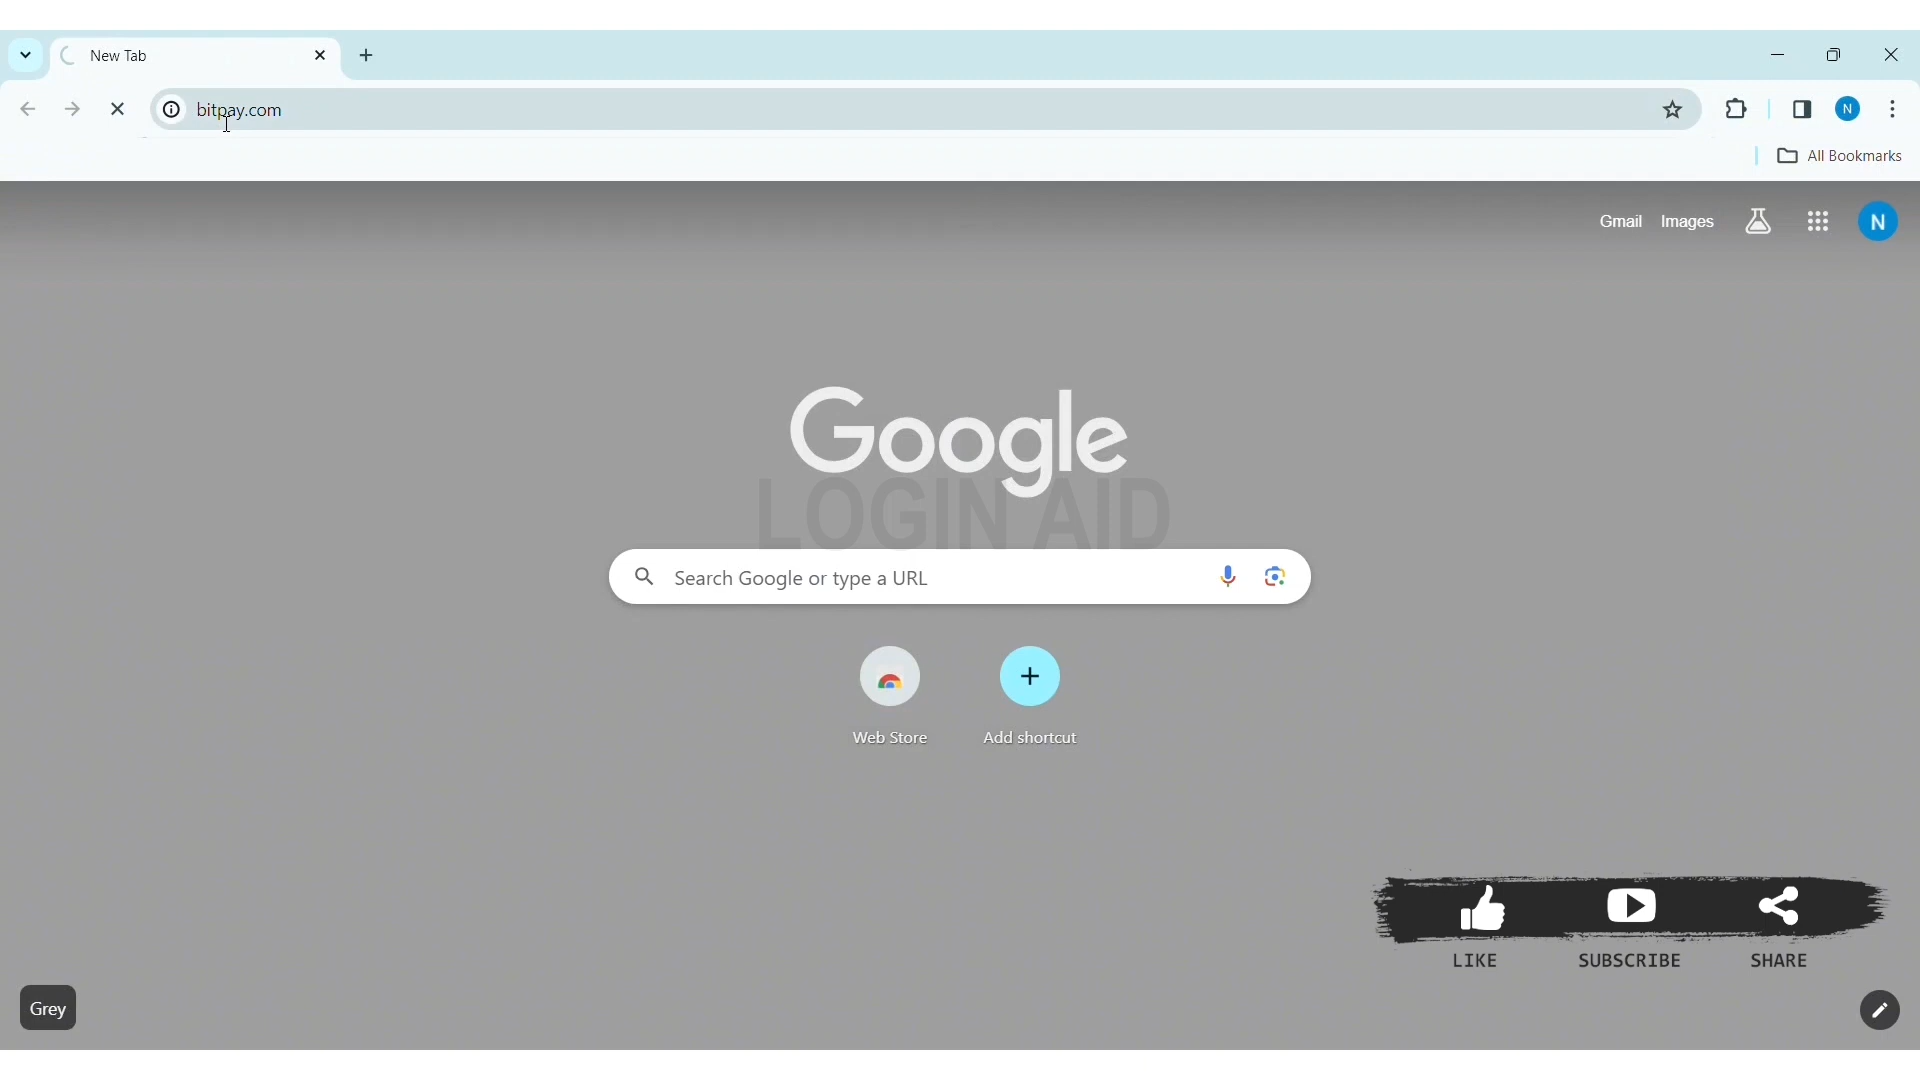 New Tab
bitpay.com
All Bookmarks
Gmail Images
N
N
Google
LOGIN AID
Search Google or type a URL
Web Store Add shortcut
LIKE SUBSCRIBE SHARE
Grey